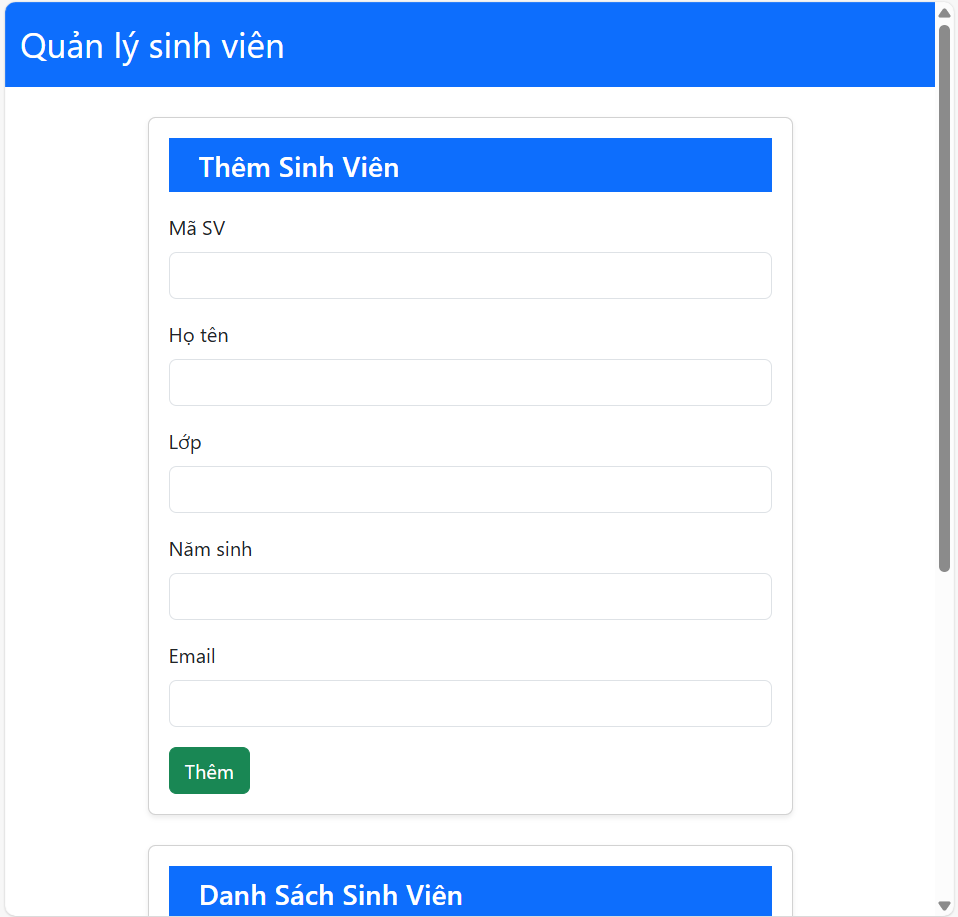 Quản lý sinh viên
Thêm Sinh Viên
Mã SV
Họ tên
Lớp
Năm sinh
Email
Thêm
Danh Sách Sinh Viên